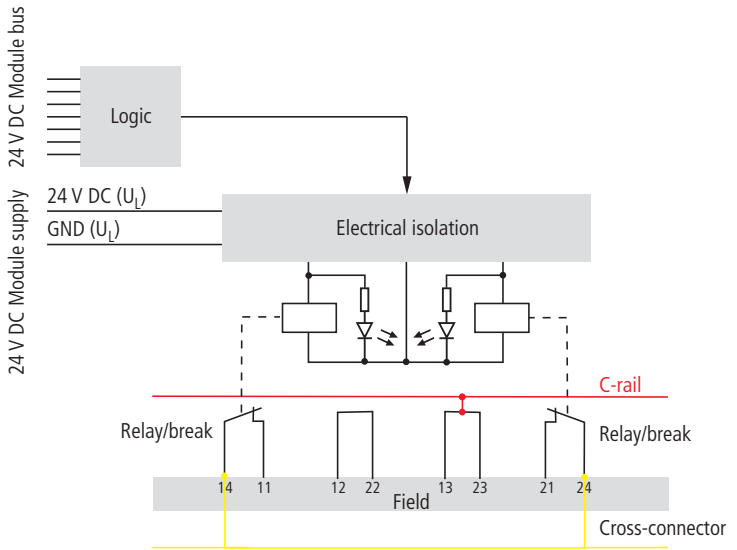 24 V DC Module bus
Logic
24 V DC Module supply
24 V DC (UL)
GND (UL)
Electrical isolation
C-rail
Relay/break
Relay/break
14 11 12 22 13 23 21 24
Field
Cross-connector